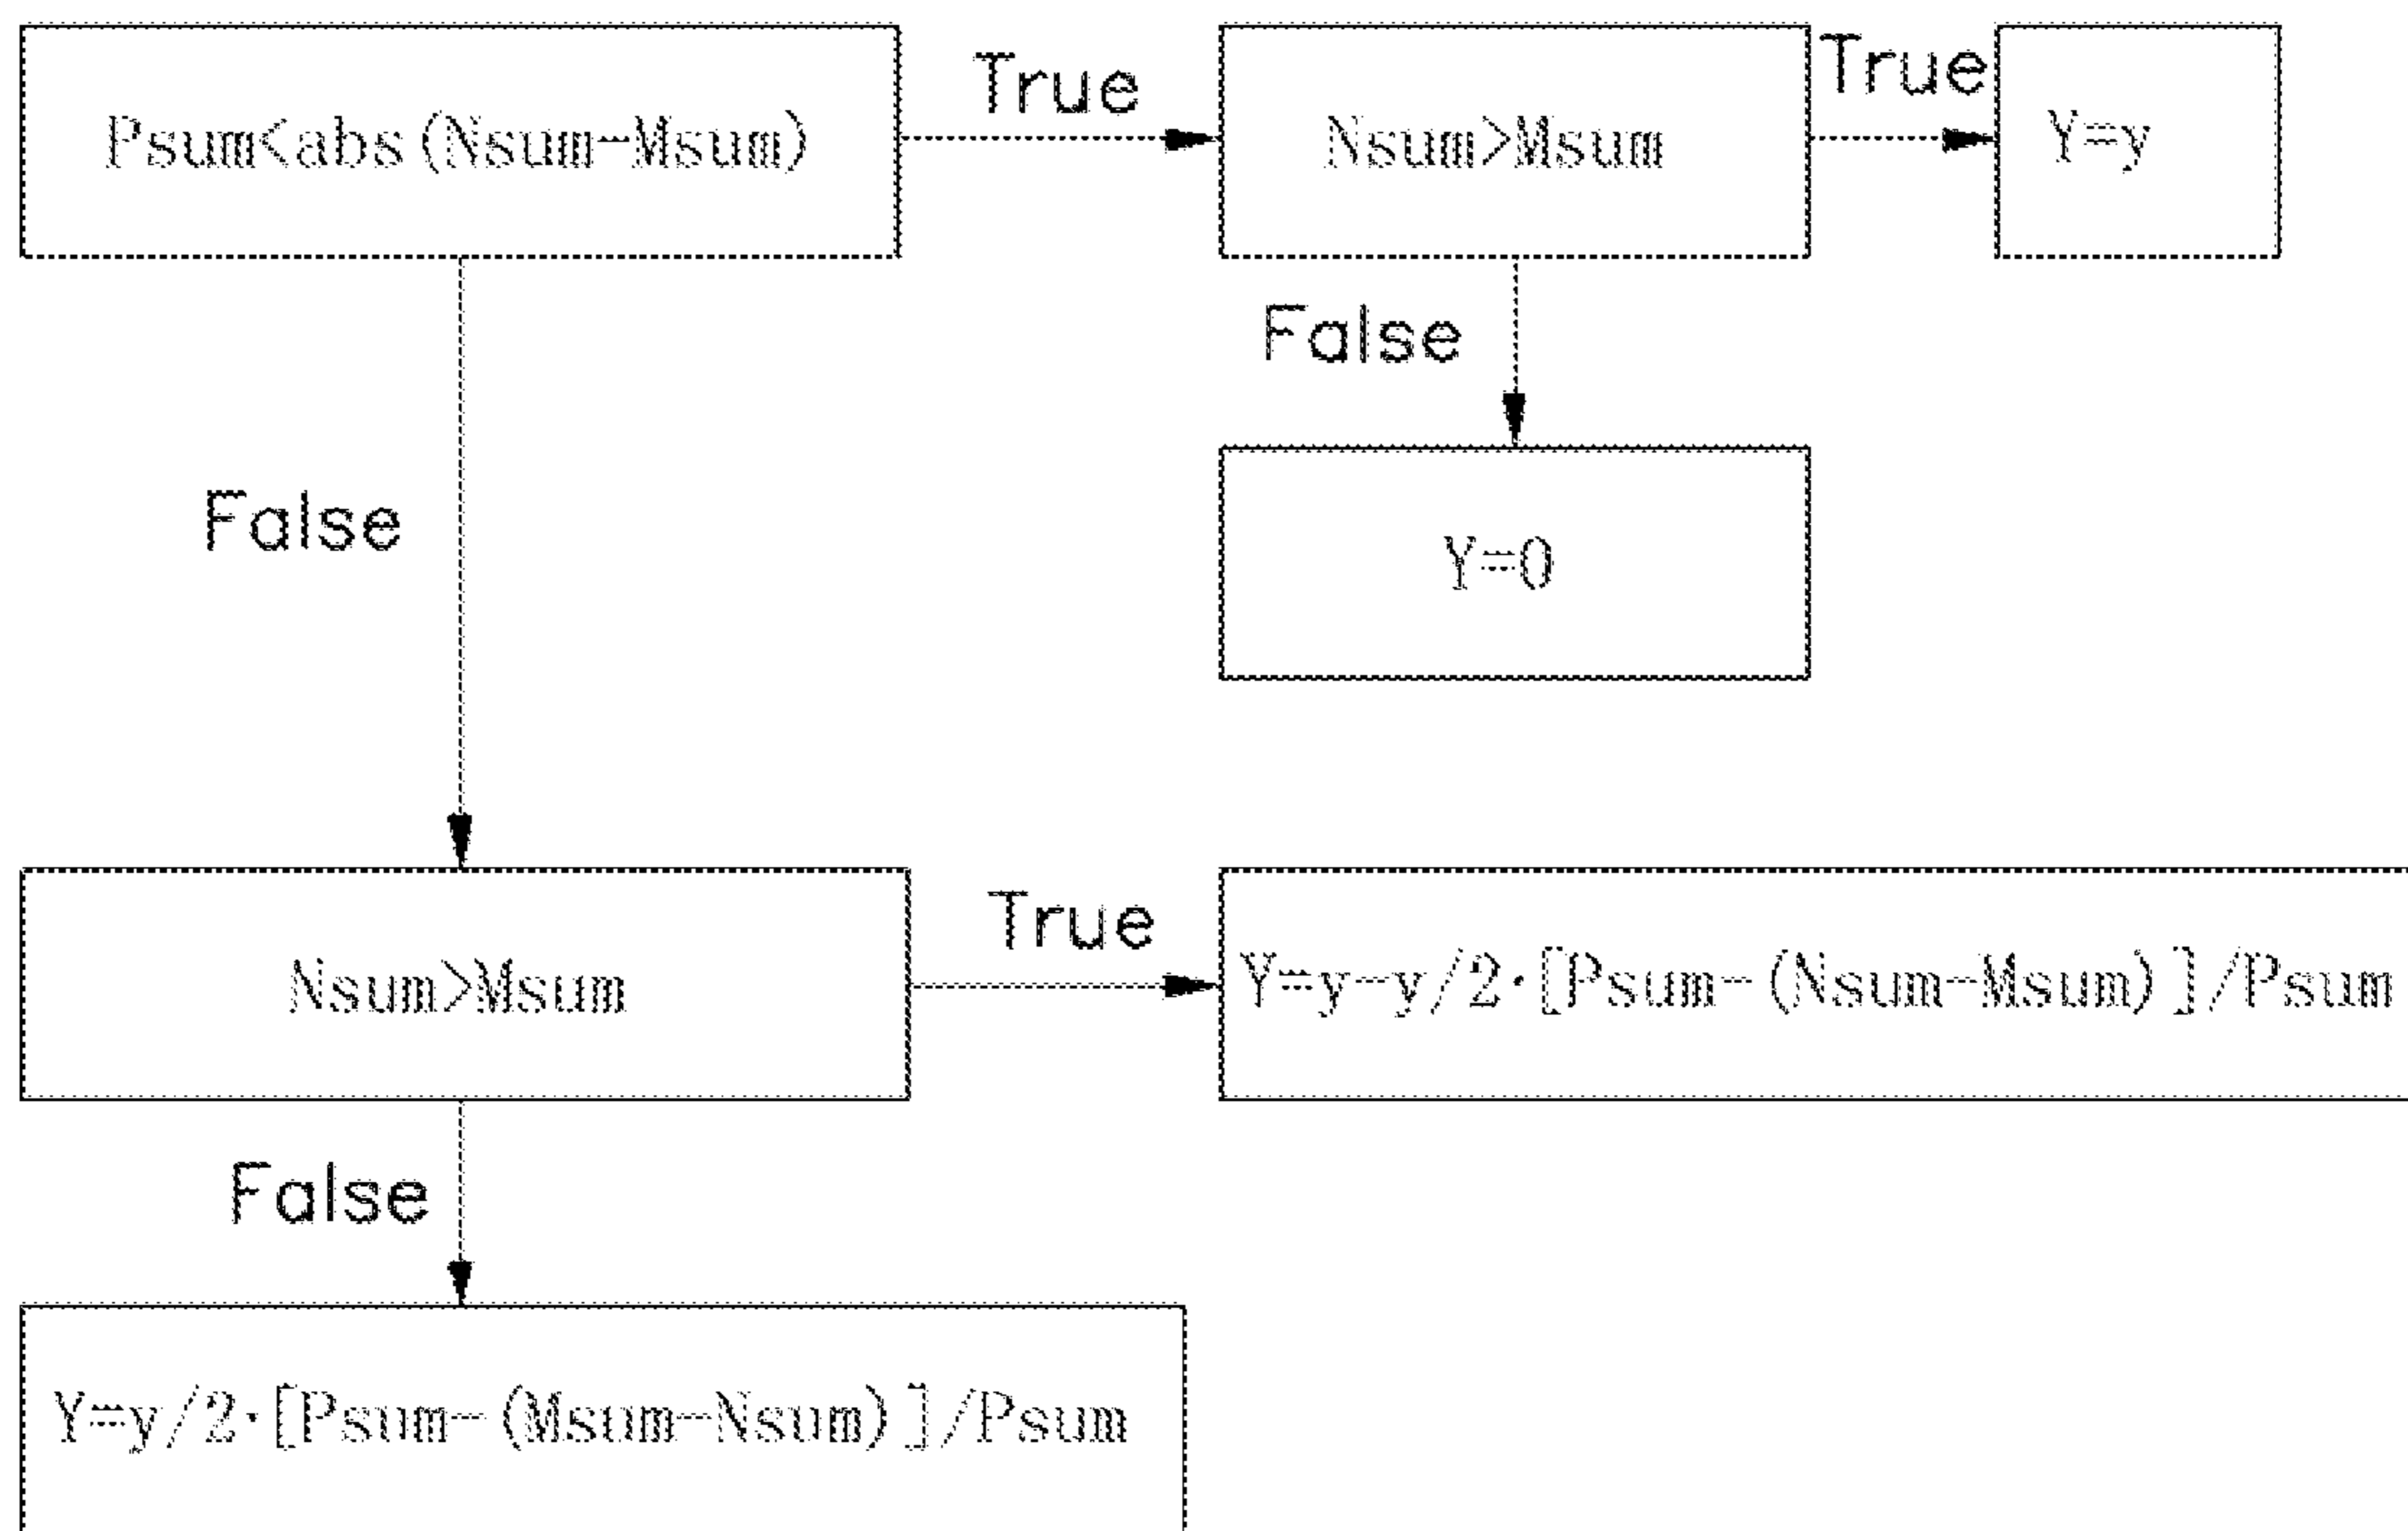 Psum<abs(Nsum-Msum)
True
Nsum>Msum
True
Y=y
False
Y=0
False
Nsum>Msum
True
Y=y-y/2·[Psum-(Nsum-Msum)]/Psum
False
Y=y/2·[Psum-(Msum-Nsum)]/Psum